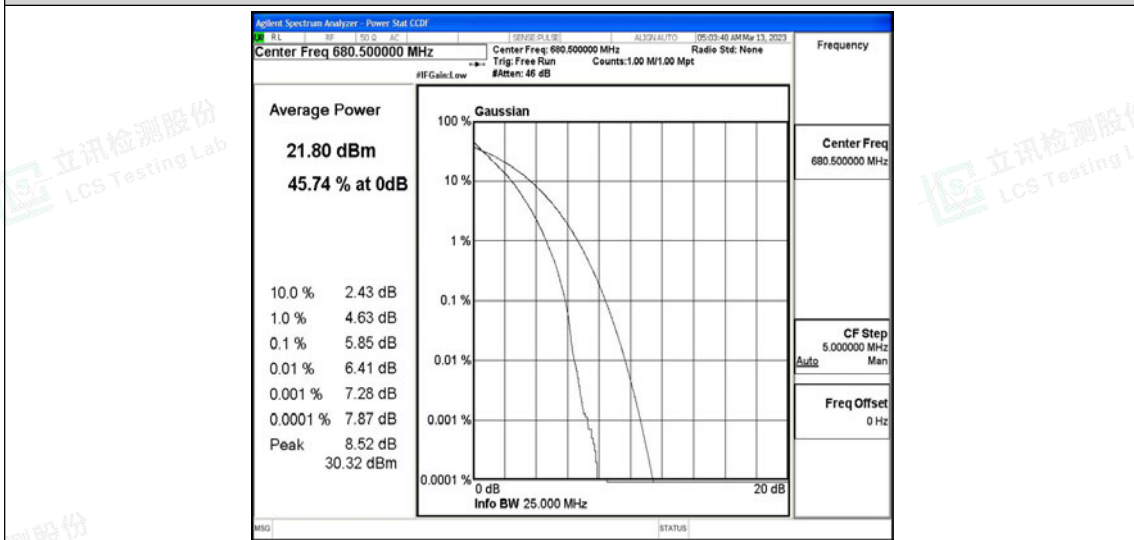 Agilent Spectrum Analyzer - Power Stat CCDF
RL RF 50 Ω AC SENSE:PULSE ALIGN AUTO 05:03:48 AM Mar 13, 2023
Center Freq 680.500000 MHz
Center Freq: 680.500000 MHz
Radio Std: None
Trig: Free Run
Counts:1.00 M/1.00 Mpt
#IFGain:Low
#Atten: 46 dB
Frequency
Average Power
21.80 dBm
45.74 % at 0dB
10.0 % 2.43 dB
1.0 % 4.63 dB
0.1 % 5.85 dB
0.01 % 6.41 dB
0.001 % 7.28 dB
0.0001 % 7.87 dB
Peak 8.52 dB
30.32 dBm
Gaussian
100 %
10 %
1 %
0.1 %
0.01 %
0.001 %
0.0001 %
0 dB
20 dB
Info BW 25.000 MHz
Center Freq
680.500000 MHz
CF Step
5.000000 MHz
Auto Man
Freq Offset
0 Hz
MSG
STATUS
立讯检测股份
LCS Testing Lab
立讯检测股份
LCS Testing L